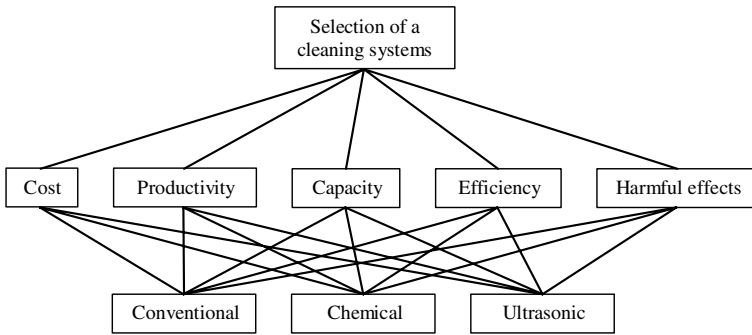 Selection of a
cleaning systems
Cost
Productivity
Capacity
Efficiency
Harmful effects
Conventional
Chemical
Ultrasonic